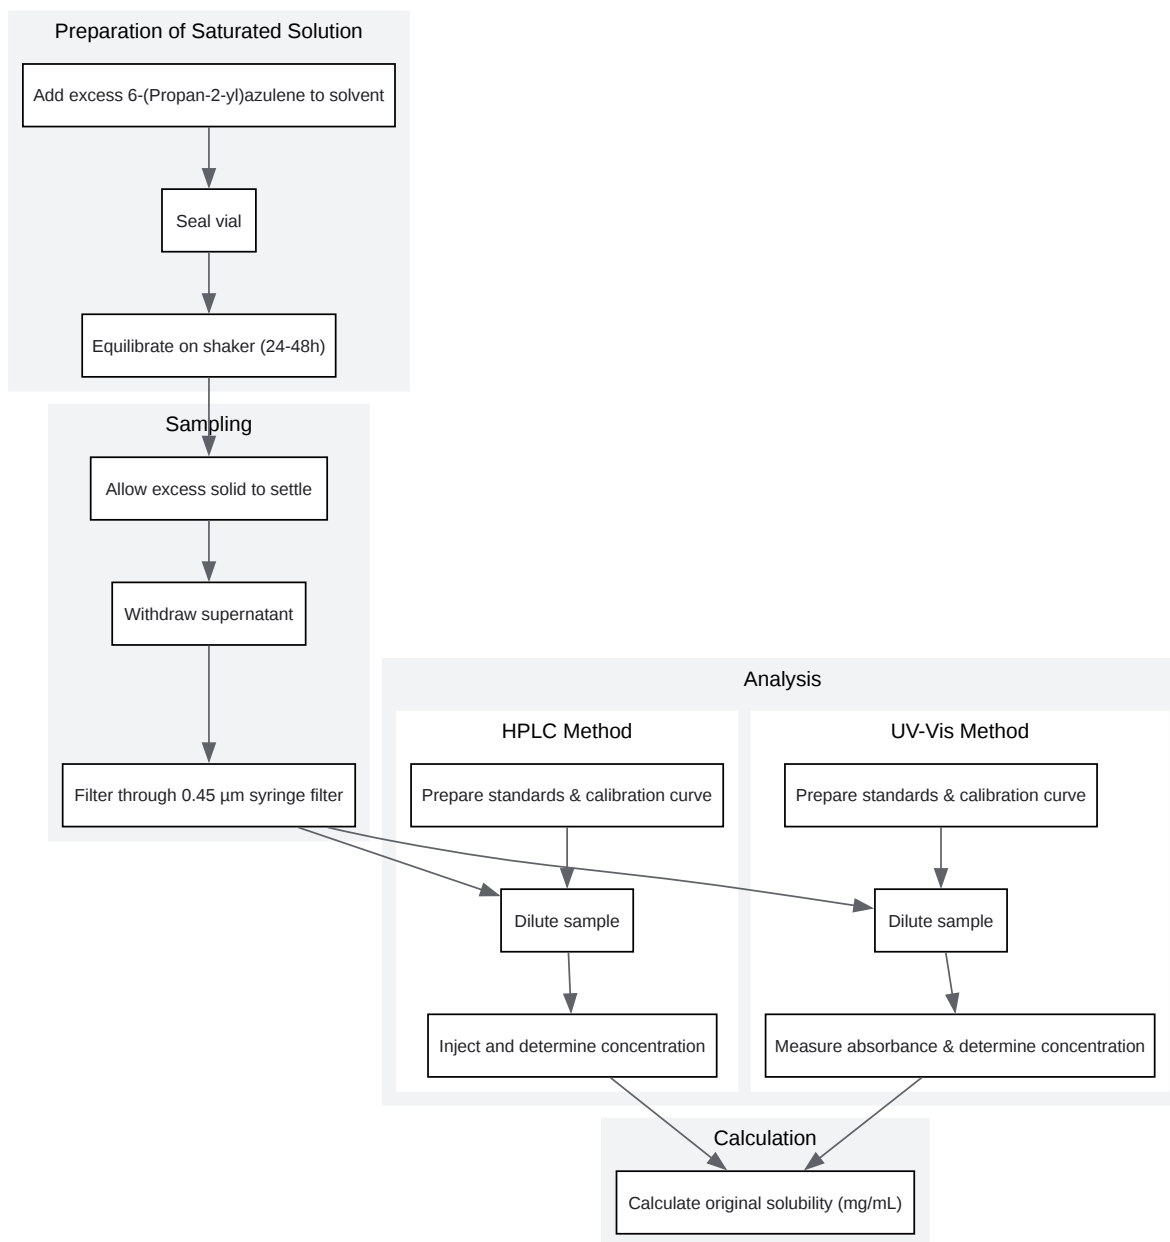 Preparation of Saturated Solution
Add excess 6-(Propan-2-yl)azulene to solvent
Seal vial
Equilibrate on shaker (24-48h)
Sampling
Allow excess solid to settle
Withdraw supernatant
Filter through 0.45 µm syringe filter
Analysis
HPLC Method
Prepare standards & calibration curve
Dilute sample
Inject and determine concentration
UV-Vis Method
Prepare standards & calibration curve
Dilute sample
Measure absorbance & determine concentration
Calculation
Calculate original solubility (mg/mL)